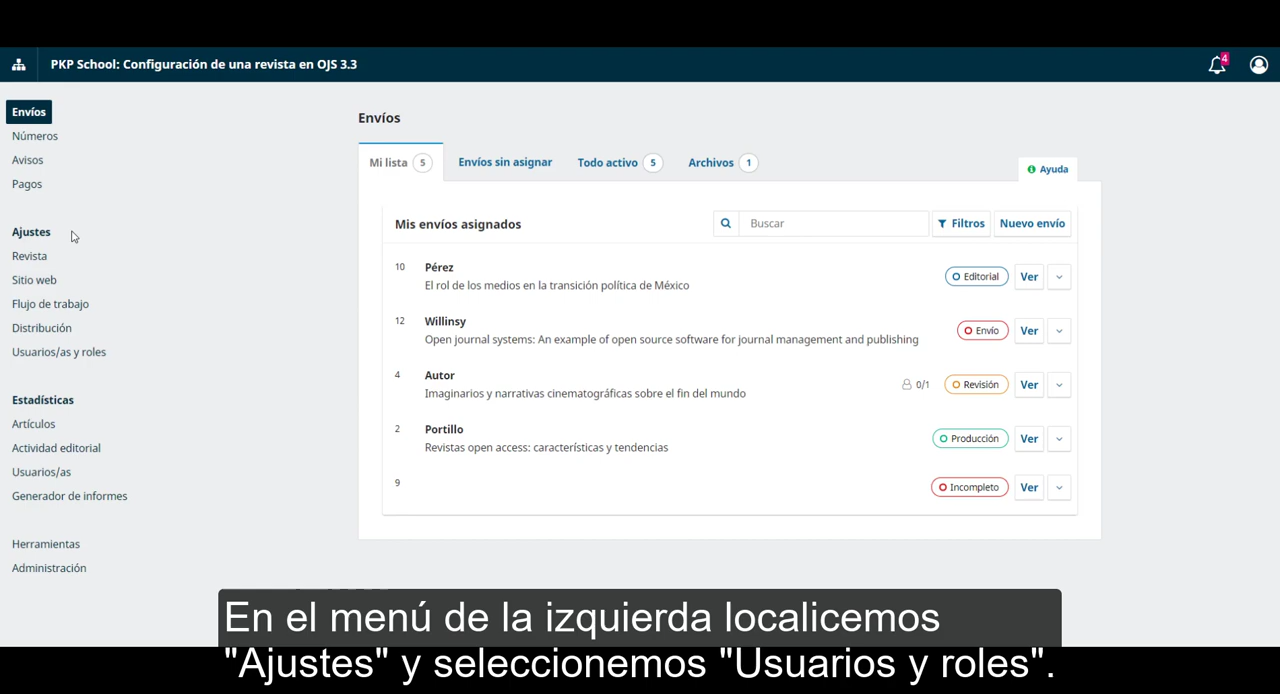 PKP School: Configuración de una revista en OJS 3.3
4
Envíos
Números
Avisos
Pagos
Ajustes
Revista
Sitio web
Flujo de trabajo
Distribución
Usuarios/as y roles
Estadísticas
Artículos
Actividad editorial
Usuarios/as
Generador de informes
Herramientas
Administración
Envíos
Mi lista 5 Envíos sin asignar Todo activo 5 Archivos 1
Ayuda
Mis envíos asignados Buscar Filtros Nuevo envío
10 Pérez
El rol de los medios en la transición política de México
Editorial Ver
12 Willinsy
Open journal systems: An example of open source software for journal management and publishing
Envío Ver
4 Autor
Imaginarios y narrativas cinematográficas sobre el fin del mundo
0/1 Revisión Ver
2 Portillo
Revistas open access: características y tendencias
Producción Ver
9 Incompleto Ver
En el menú de la izquierda localicemos
"Ajustes" y seleccionemos "Usuarios y roles".